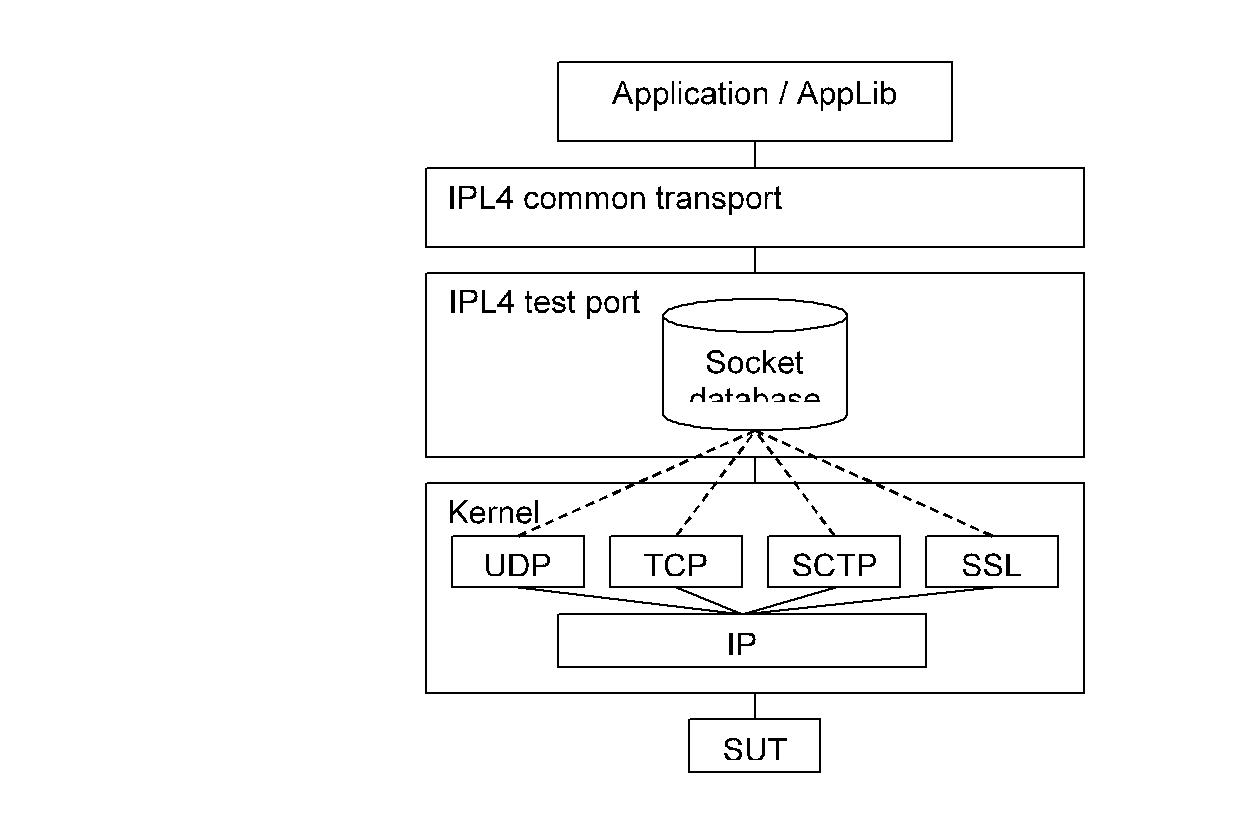 Application / AppLib
IPL4 common transport
IPL4 test port
Socket
database
Kernel
UDP
TCP
SCTP
SSL
IP
SUT